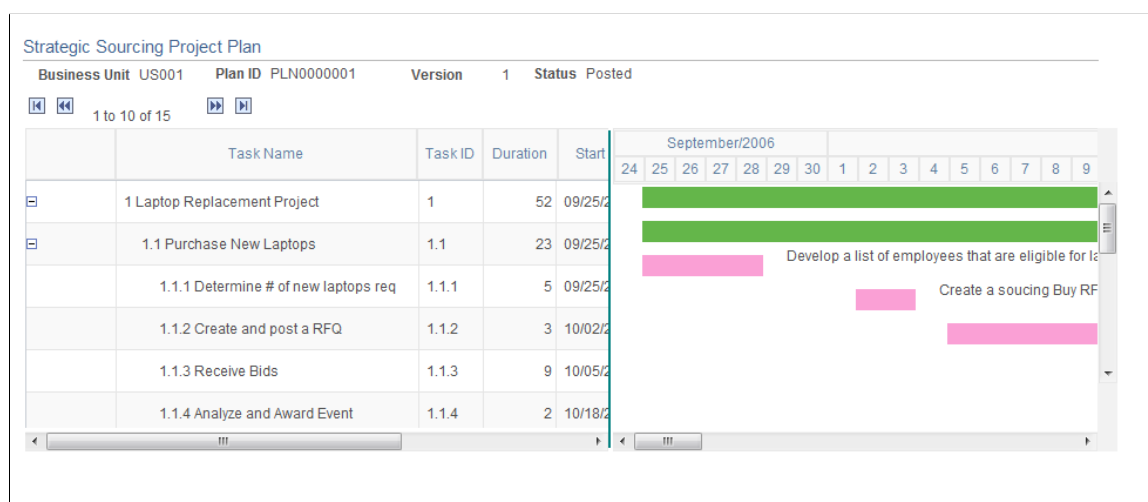 Strategic Sourcing Project Plan
Business Unit US001 Plan ID PLN0000001 Version 1 Status Posted
1 to 10 of 15
Task Name Task ID Duration Start
September/2006
24 25 26 27 28 29 30 1 2 3 4 5 6 7 8 9
1 Laptop Replacement Project 1 52 09/25/2
1.1 Purchase New Laptops 1.1 23 09/25/2
Develop a list of employees that are eligible for la
1.1.1 Determine # of new laptops req 1.1.1 5 09/25/2
Create a soucing Buy RF
1.1.2 Create and post a RFQ 1.1.2 3 10/02/2
1.1.3 Receive Bids 1.1.3 9 10/05/2
1.1.4 Analyze and Award Event 1.1.4 2 10/18/2